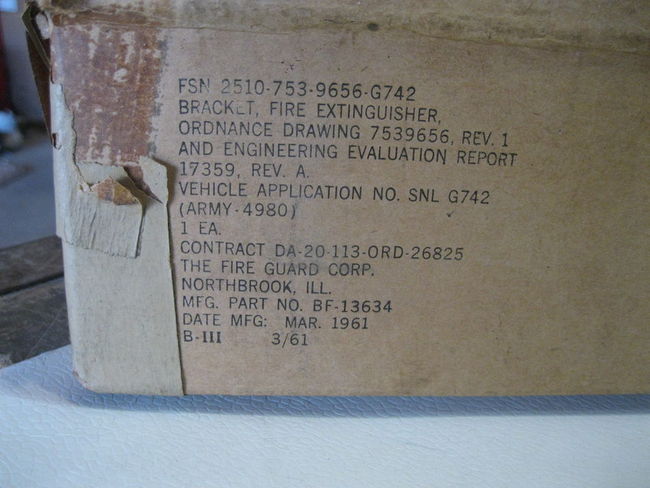 FSN 2510-753-9656-G742
BRACKET, FIRE EXTINGUISHER,
ORDNANCE DRAWING 7539656, REV. 1
AND ENGINEERING EVALUATION REPORT
17359, REV. A.
VEHICLE APPLICATION NO. SNL G742
(ARMY-4980)
1 EA.
CONTRACT DA-20-113-ORD-26825
THE FIRE GUARD CORP.
NORTHBROOK, ILL.
MFG. PART NO. BF-13634
DATE MFG: MAR. 1961
B-III 3/61